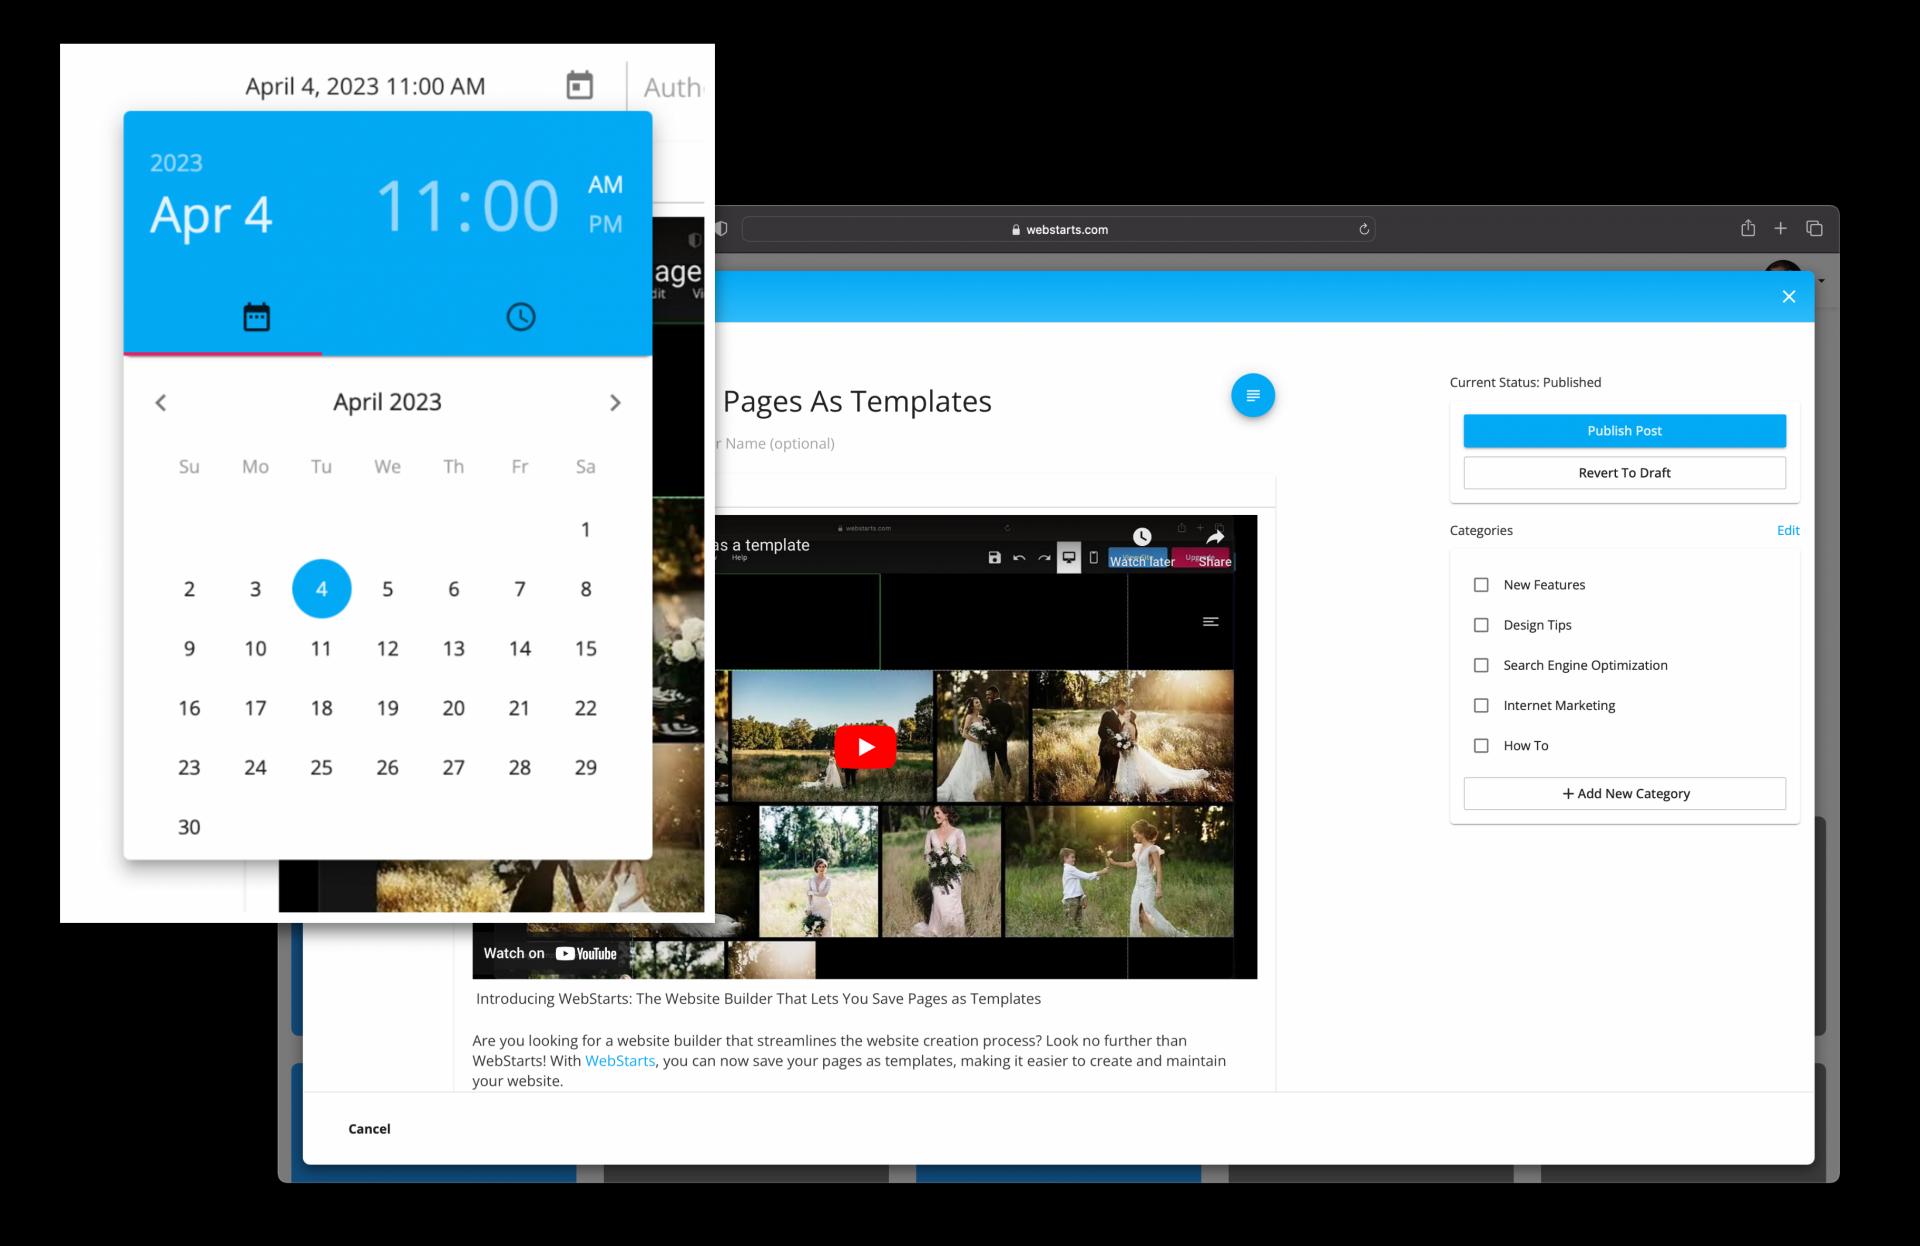 April 4, 2023 11:00 AM
2023
Apr 4
11:00
AM
PM
April 2023
Su Mo Tu We Th Fr Sa
1
2 3 4 5 6 7 8
9 10 11 12 13 14 15
16 17 18 19 20 21 22
23 24 25 26 27 28 29
30
webstarts.com
Pages As Templates
Name (optional)
Current Status: Published
Publish Post
Revert To Draft
Categories Edit
New Features
Design Tips
Search Engine Optimization
Internet Marketing
How To
+ Add New Category
webstarts.com
as a template
Help
Watch later
Share
Watch on YouTube
Introducing WebStarts: The Website Builder That Lets You Save Pages as Templates
Are you looking for a website builder that streamlines the website creation process? Look no further than
WebStarts! With WebStarts, you can now save your pages as templates, making it easier to create and maintain
your website.
Cancel